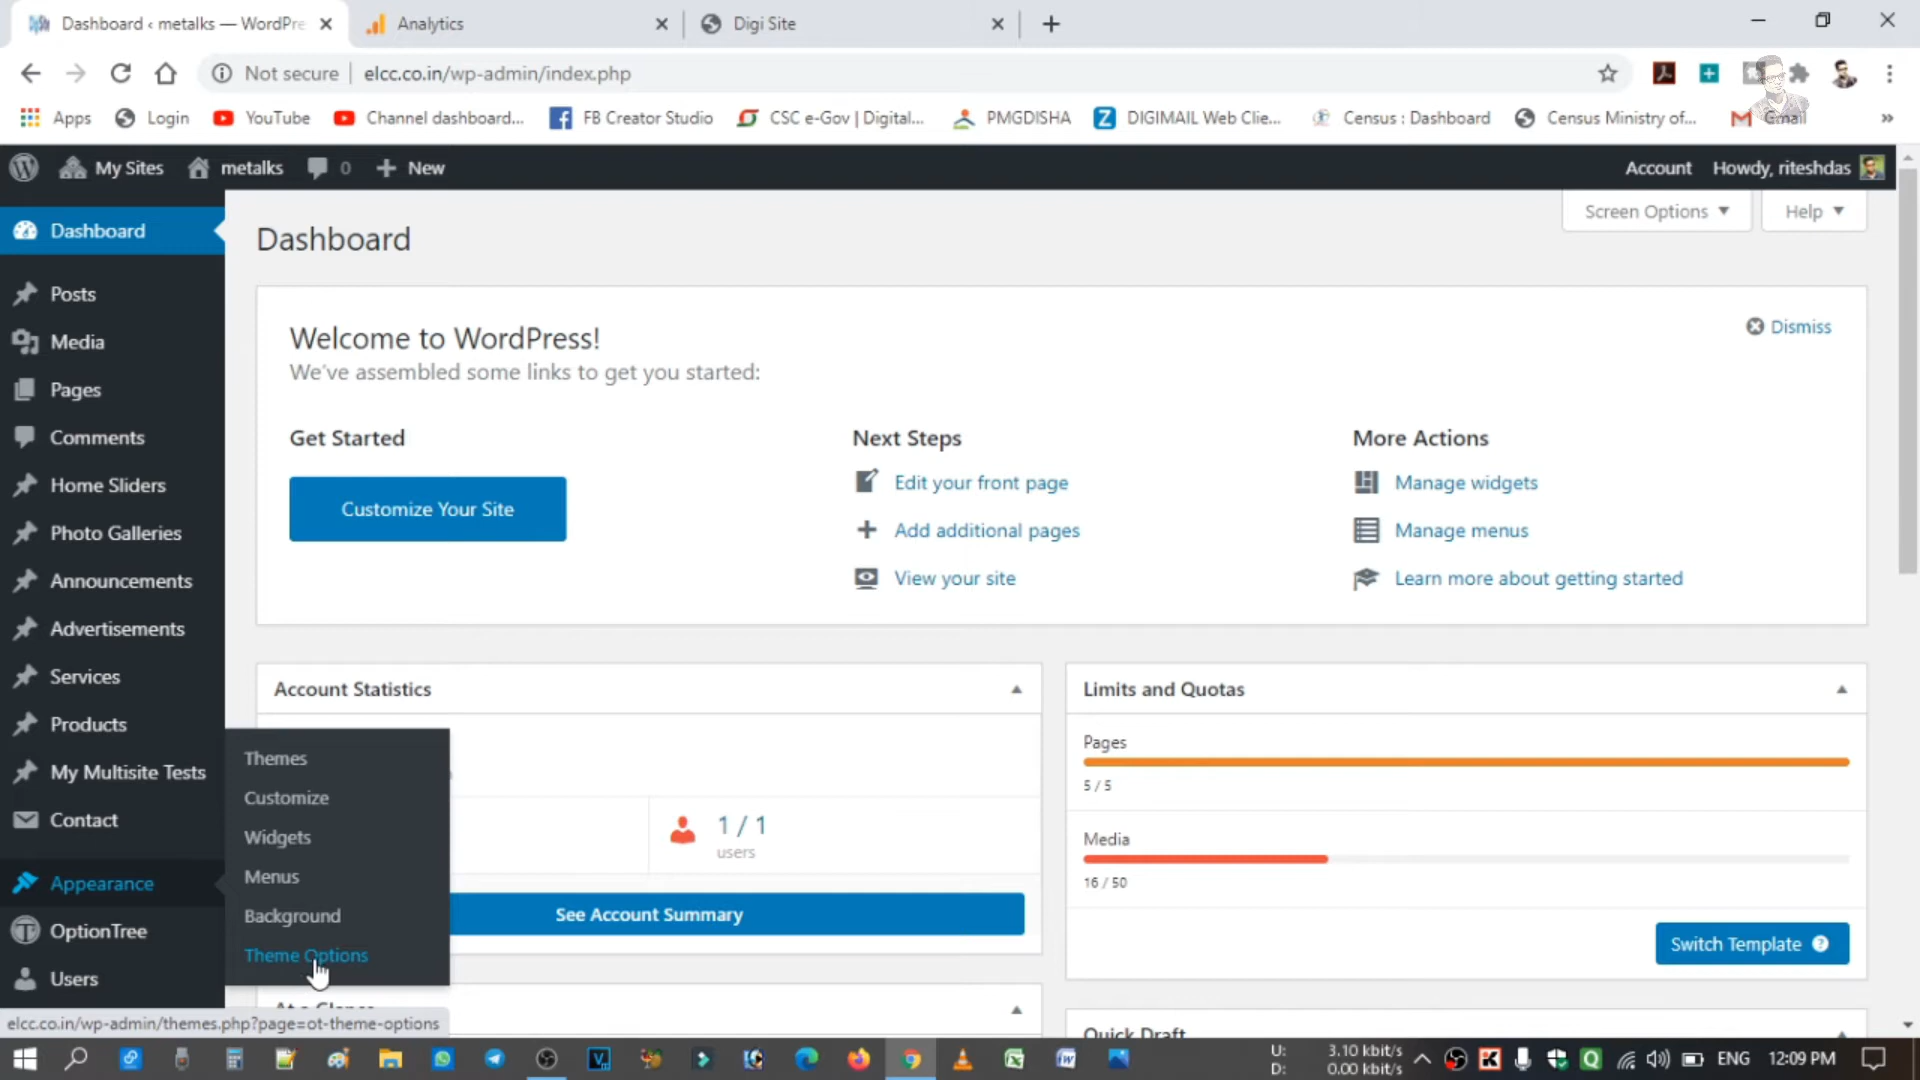 Dashboard ‹ metalks — WordPre
Analytics
Digi Site
Not secure
elcc.co.in/wp-admin/index.php
Apps
Login
YouTube
Channel dashboard...
FB Creator Studio
CSC e-Gov | Digital...
PMGDISHA
DIGIMAIL Web Clie...
Census : Dashboard
Census Ministry of...
Gmail
My Sites
metalks
0
New
Account
Howdy, riteshdas
Screen Options
Help
Dashboard
Posts
Media
Pages
Comments
Home Sliders
Photo Galleries
Announcements
Advertisements
Services
Products
My Multisite Tests
Contact
Appearance
OptionTree
Users
Themes
Customize
Widgets
Menus
Background
Theme Options
Dashboard
Welcome to WordPress!
We've assembled some links to get you started:
Dismiss
Get Started
Customize Your Site
Next Steps
Edit your front page
Add additional pages
View your site
More Actions
Manage widgets
Manage menus
Learn more about getting started
Account Statistics
1 / 1
users
See Account Summary
Limits and Quotas
Pages
5 / 5
Media
16 / 50
Switch Template
Quick Draft
elcc.co.in/wp-admin/themes.php?page=ot-theme-options
U: 3.10 kbit/s
D: 0.00 kbit/s
ENG
12:09 PM